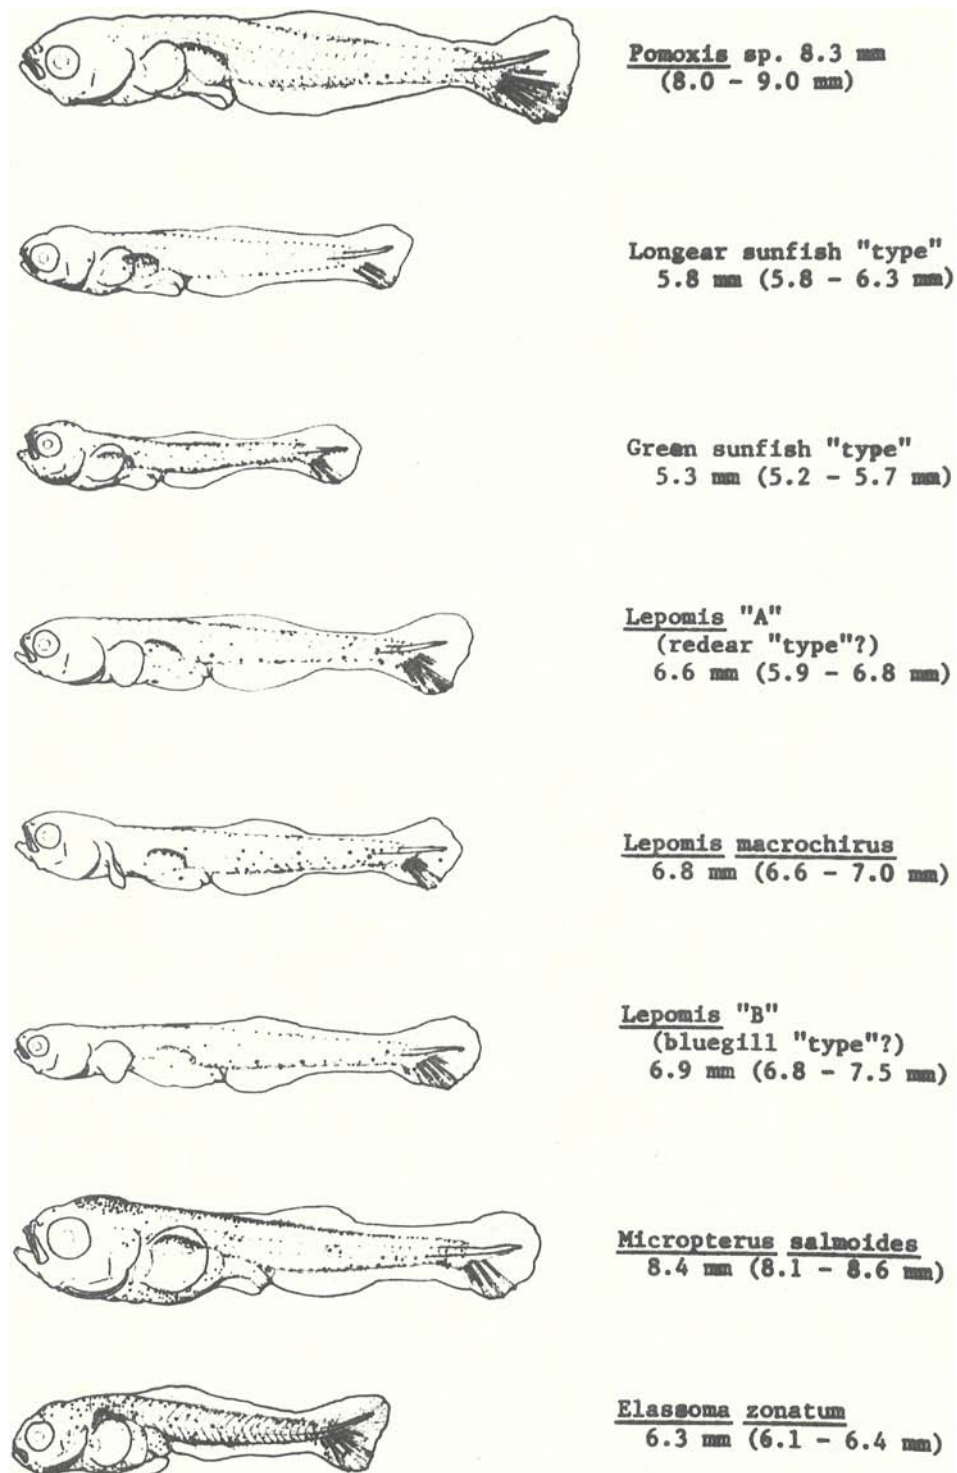 Pomoxis sp. 8.3 mm
(8.0 - 9.0 mm)
Longear sunfish "type"
5.8 mm (5.8 - 6.3 mm)
Green sunfish "type"
5.3 mm (5.2 - 5.7 mm)
Lepomis "A"
(redear "type"?)
6.6 mm (5.9 - 6.8 mm)
Lepomis macrochirus
6.8 mm (6.6 - 7.0 mm)
Lepomis "B"
(bluegill "type"?)
6.9 mm (6.8 - 7.5 mm)
Micropterus salmoides
8.4 mm (8.1 - 8.6 mm)
Elassoma zonatum
6.3 mm (6.1 - 6.4 mm)